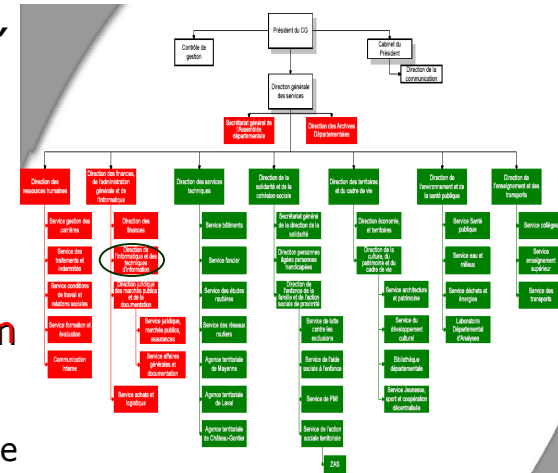 Président du CG
Contrôle de
gestion
Cabinet du
Président
Direction de la
communication
Direction générale
des services
Secrétariat général de
l'Assemblée
départementale
Direction des Archives
Départementales
Direction des
ressources humaines
Direction des finances,
de l'administration
générale et de
l'informatique
Direction des services
techniques
Direction de la
solidarité et de la
cohésion sociale
Direction des territoires
et du cadre de vie
Direction de
l'environnement et de
la santé publique
Direction de
l'enseignement et des
transports
Service gestion des
carrières
Service des
traitements et
indemnités
Service conditions
de travail et
relations sociales
Service formation et
évaluation
Communication
interne
Direction des
finances
Direction de
l'informatique et des
techniques
d'information
Direction juridique
des marchés publics
et de la
documentation
Service juridique,
marchés publics,
assurances
Service affaires
générales et
documentation
Service achats et
logistique
Service bâtiments
Service foncier
Service des études
routières
Service des réseaux
routiers
Agence territoriale
de Mayenne
Agence territoriale
de Laval
Agence territoriale
de Château-Gontier
Secrétariat général
de la direction de la
solidarité
Direction personnes
âgées personnes
handicapées
Direction de
l'enfance de la
famille et de l'action
sociale de proximité
Service de lutte
contre les
exclusions
Service de l'aide
sociale à l'enfance
Service de PMI
Service de l'action
sociale territoriale
ZAS
Direction économie,
et territoires
Direction de la
culture, du
patrimoine et du
cadre de vie
Service architecture
et patrimoine
Service du
développement
culturel
Bibliothèque
départementale
Service Jeunesse,
sport et coopération
décentralisée
Service Santé
publique
Service eau et
milieux
Service déchets et
énergies
Laboratoire
Départemental
d'Analyses
Service collèges
Service
enseignement
supérieur
Service des
transports
n
e